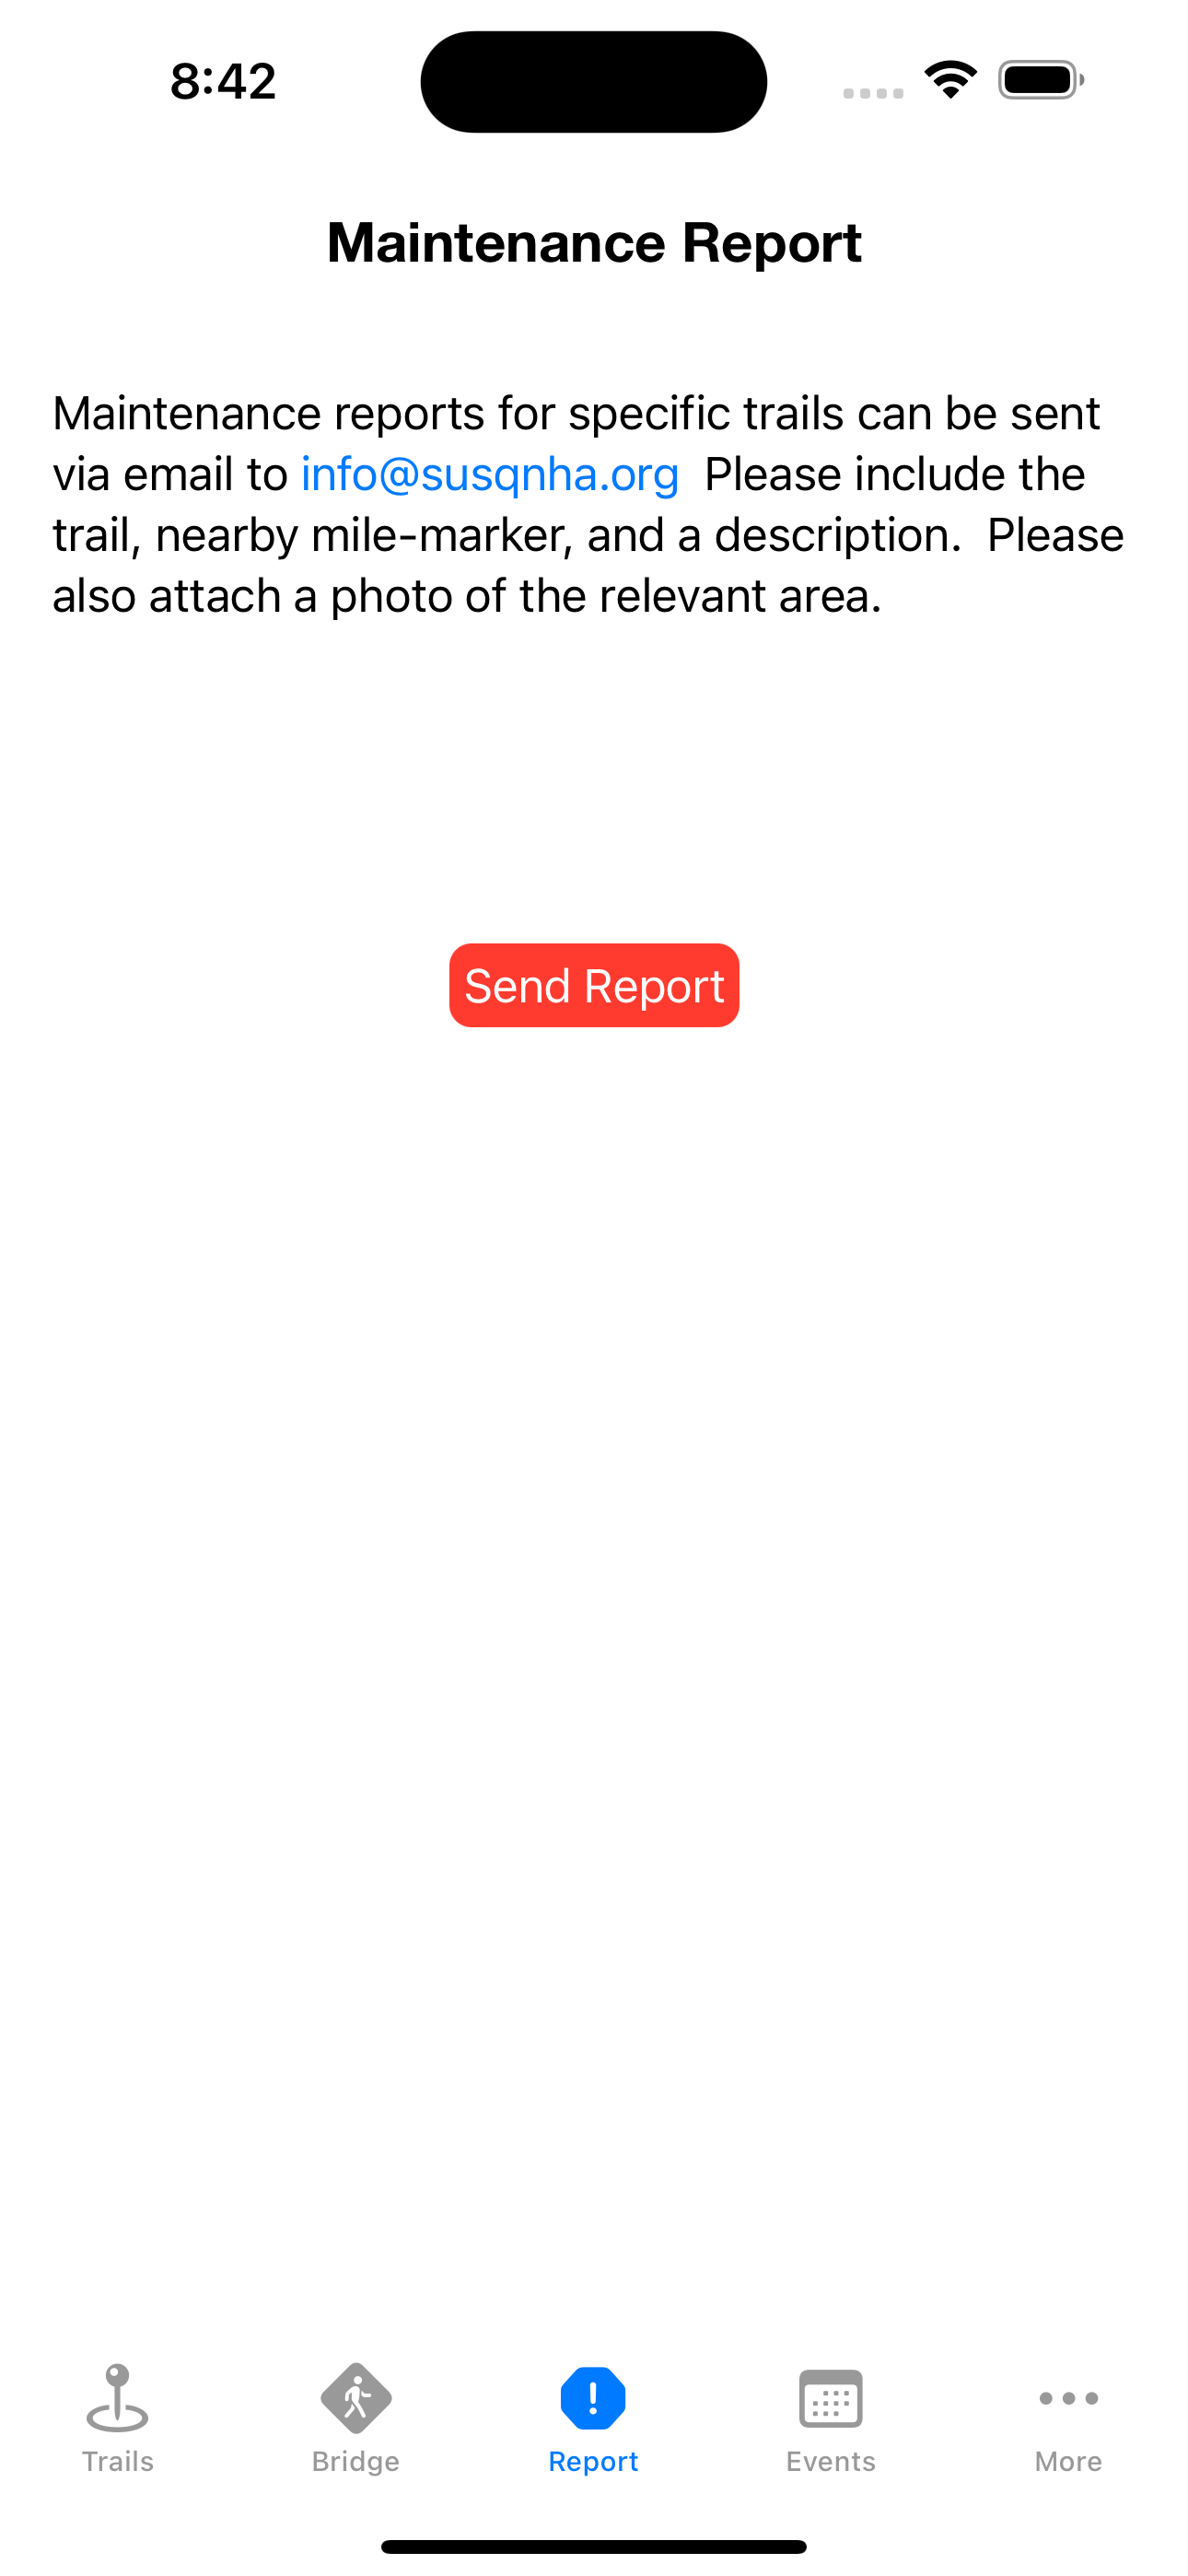 8:42
Maintenance Report
Maintenance reports for specific trails can be sent
via email to info@susqnha.org  Please include the
trail, nearby mile-marker, and a description.  Please
also attach a photo of the relevant area.
Send Report
Trails
Bridge
Report
Events
More